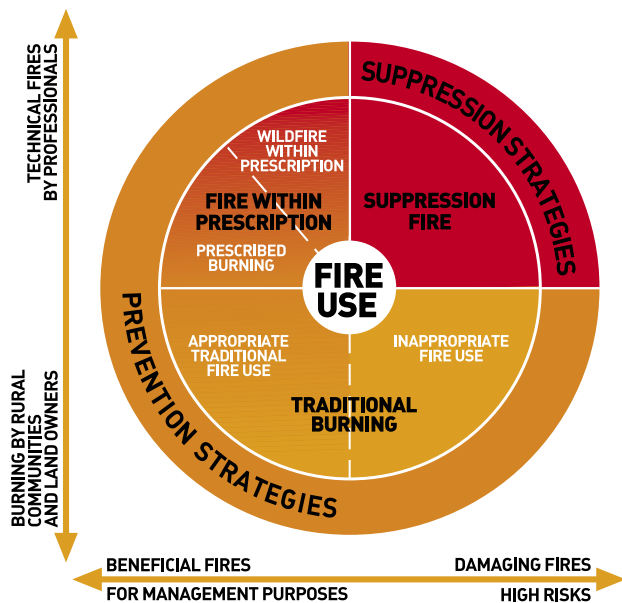 TECHNICAL FIRES
BY PROFESSIONALS
SUPPRESSION STRATEGIES
WILDFIRE
WITHIN
PRESCRIPTION
FIRE WITHIN
PRESCRIPTION
PRESCRIBED
BURNING
SUPPRESSION
FIRE
FIRE
USE
APPROPRIATE
TRADITIONAL
FIRE USE
INAPPROPRIATE
FIRE USE
TRADITIONAL
BURNING
PREVENTION STRATEGIES
BURNING BY RURAL
COMMUNITIES
AND LAND OWNERS
BENEFICIAL FIRES
FOR MANAGEMENT PURPOSES
DAMAGING FIRES
HIGH RISKS